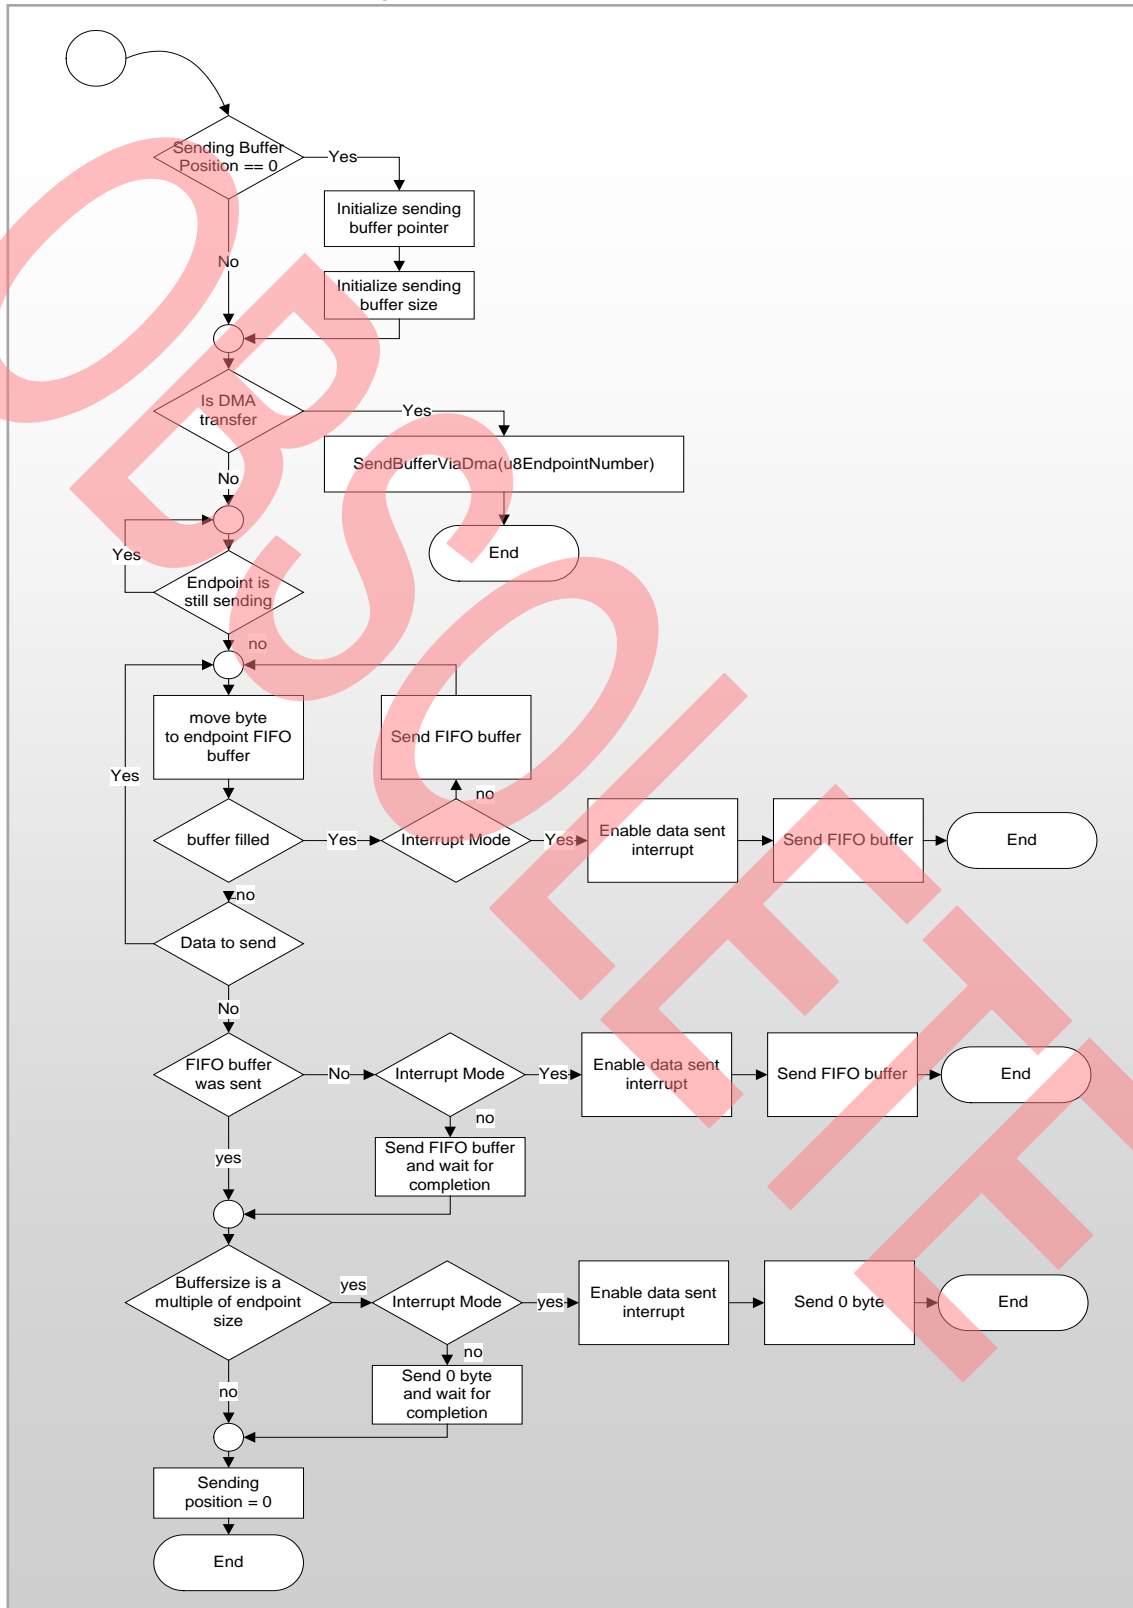 Sending Buffer
Position == 0
Yes
Initialize sending
buffer pointer
No
Initialize sending
buffer size
Is DMA
transfer
Yes
SendBufferViaDma(u8EndpointNumber)
No
End
Yes
Endpoint is
still sending
no
move byte
to endpoint FIFO
buffer
Send FIFO buffer
Yes
no
buffer filled
Yes
Interrupt Mode
Yes
Enable data sent
interrupt
Send FIFO buffer
End
no
Data to send
No
FIFO buffer
was sent
No
Interrupt Mode
Yes
Enable data sent
interrupt
Send FIFO buffer
End
no
yes
Send FIFO buffer
and wait for
completion
Buffersize is a
multiple of endpoint
size
yes
Interrupt Mode
yes
Enable data sent
interrupt
Send 0 byte
End
no
no
Send 0 byte
and wait for
completion
Sending
position = 0
End
OBSOLETE